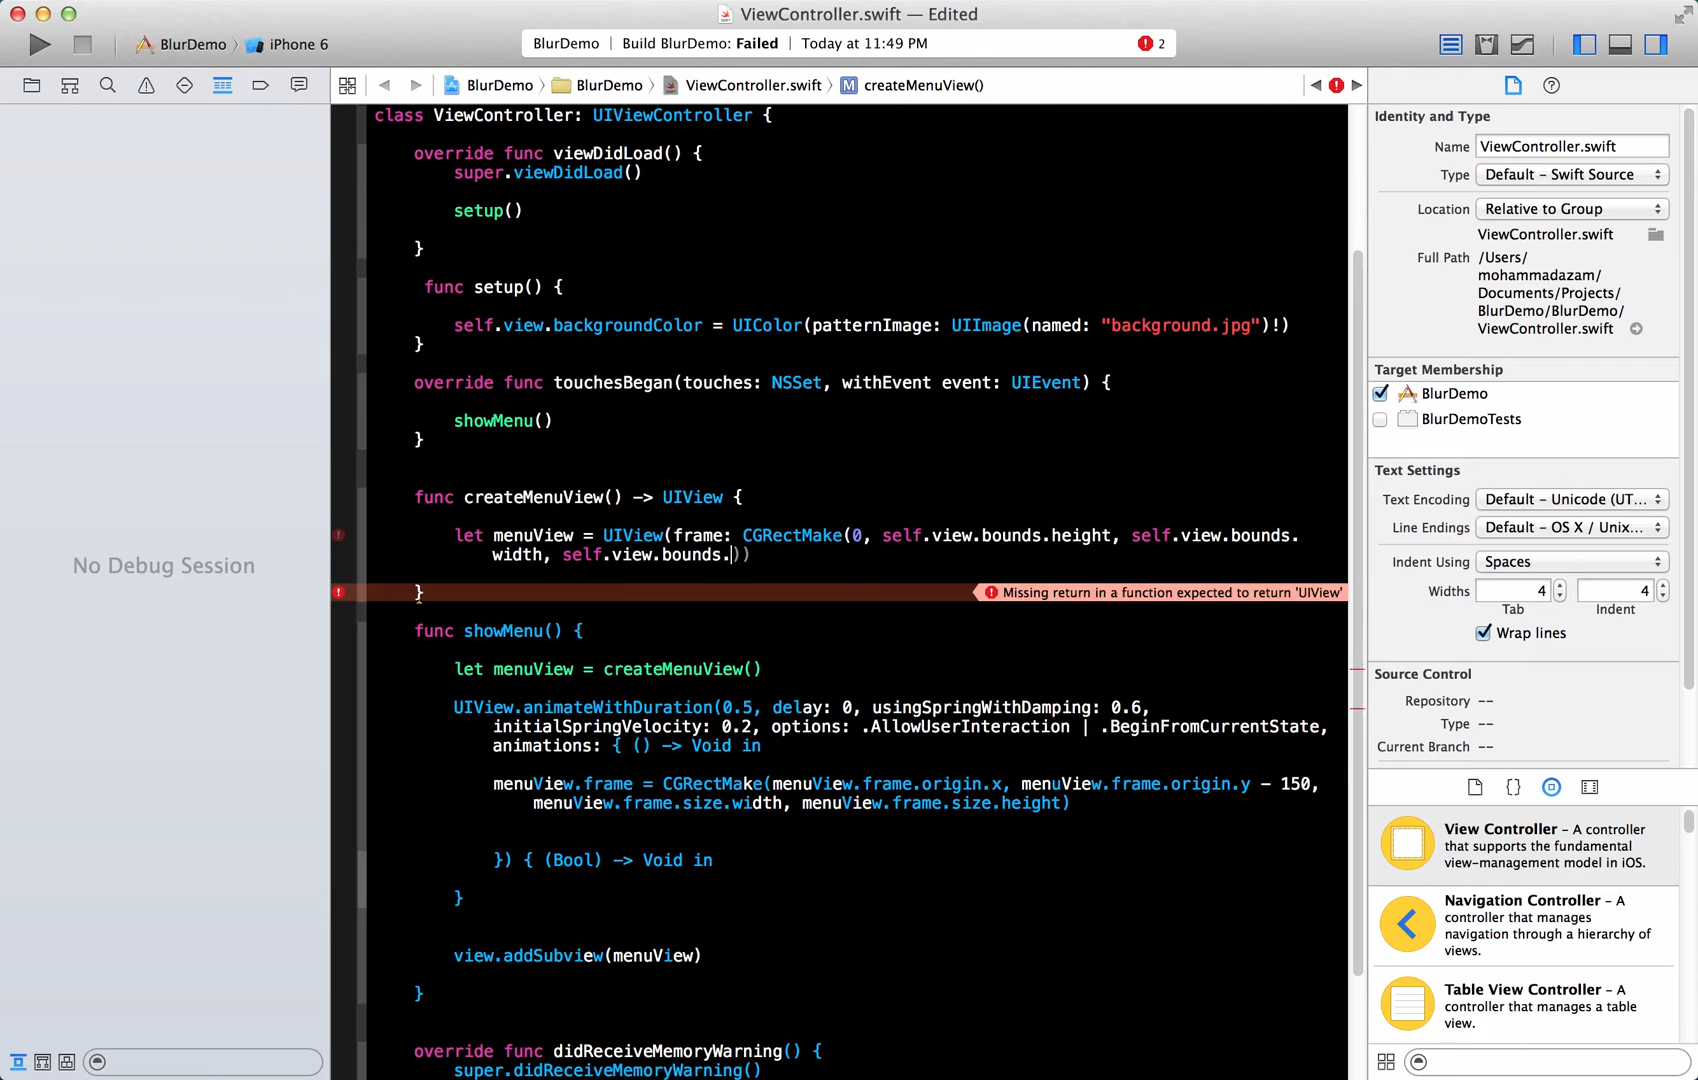 ViewController.swift — Edited
BlurDemo
iPhone 6
BlurDemo | Build BlurDemo: Failed | Today at 11:49 PM
2
BlurDemo
BlurDemo
ViewController.swift
M createMenuView()
No Debug Session
class ViewController: UIViewController {
override func viewDidLoad() {
super.viewDidLoad()
setup()
}
func setup() {
self.view.backgroundColor = UIColor(patternImage: UIImage(named: "background.jpg")!)
}
override func touchesBegan(touches: NSSet, withEvent event: UIEvent) {
showMenu()
}
func createMenuView() -> UIView {
let menuView = UIView(frame: CGRectMake(0, self.view.bounds.height, self.view.bounds.
width, self.view.bounds.))
}
Missing return in a function expected to return 'UIView'
func showMenu() {
let menuView = createMenuView()
UIView.animateWithDuration(0.5, delay: 0, usingSpringWithDamping: 0.6,
initialSpringVelocity: 0.2, options: .AllowUserInteraction | .BeginFromCurrentState,
animations: { () -> Void in
menuView.frame = CGRectMake(menuView.frame.origin.x, menuView.frame.origin.y - 150,
menuView.frame.size.width, menuView.frame.size.height)
}) { (Bool) -> Void in
}
view.addSubview(menuView)
}
override func didReceiveMemoryWarning() {
super.didReceiveMemoryWarning()
Identity and Type
Name ViewController.swift
Type Default – Swift Source
Location Relative to Group
ViewController.swift
Full Path /Users/
mohammadazam/
Documents/Projects/
BlurDemo/BlurDemo/
ViewController.swift
Target Membership
BlurDemo
BlurDemoTests
Text Settings
Text Encoding Default – Unicode (UT...
Line Endings Default – OS X / Unix...
Indent Using Spaces
Widths 4 4
Tab Indent
Wrap lines
Source Control
Repository --
Type --
Current Branch --
View Controller – A controller
that supports the fundamental
view-management model in iOS.
Navigation Controller – A
controller that manages
navigation through a hierarchy of
views.
Table View Controller – A
controller that manages a table
view.